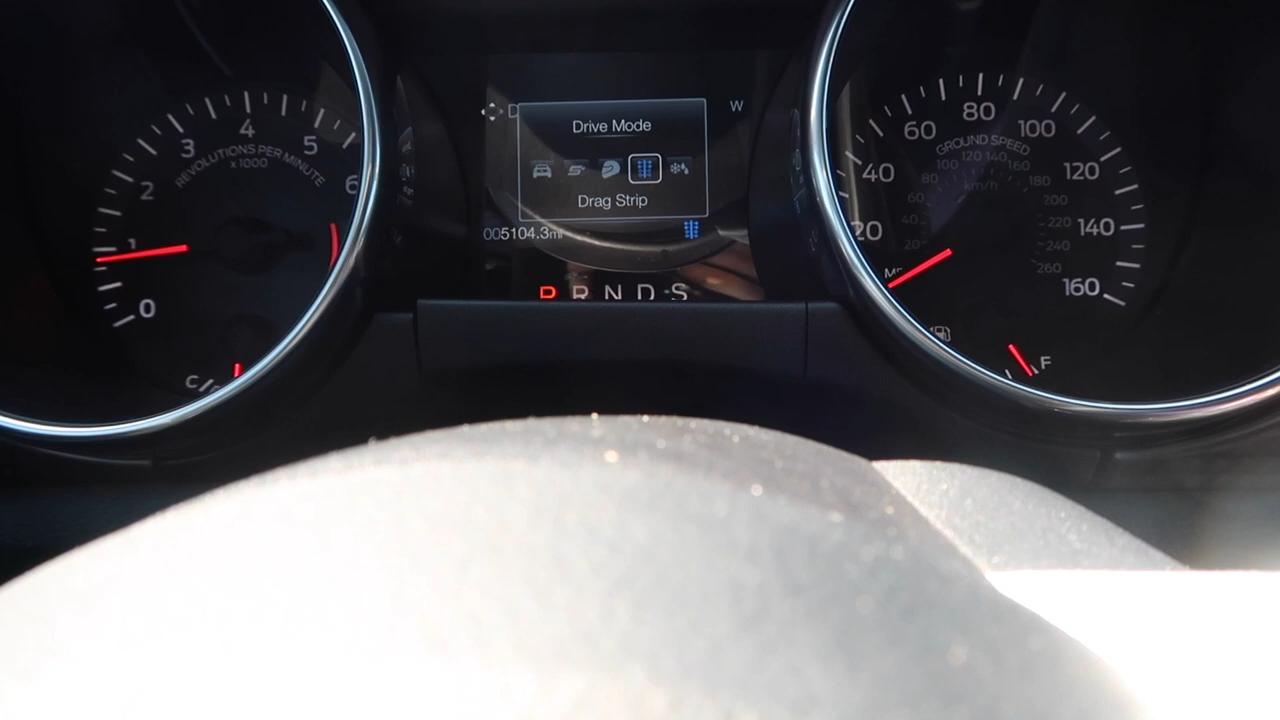 0
1
2
3
4
5
6
REVOLUTIONS PER MINUTE
x1000
C
D
W
Drive Mode
Drag Strip
005104.3mi
P R N D S
20
40
60
80
100
120
140
160
GROUND SPEED
20
40
60
80
100
120
140
160
180
200
220
240
260
km/h
F